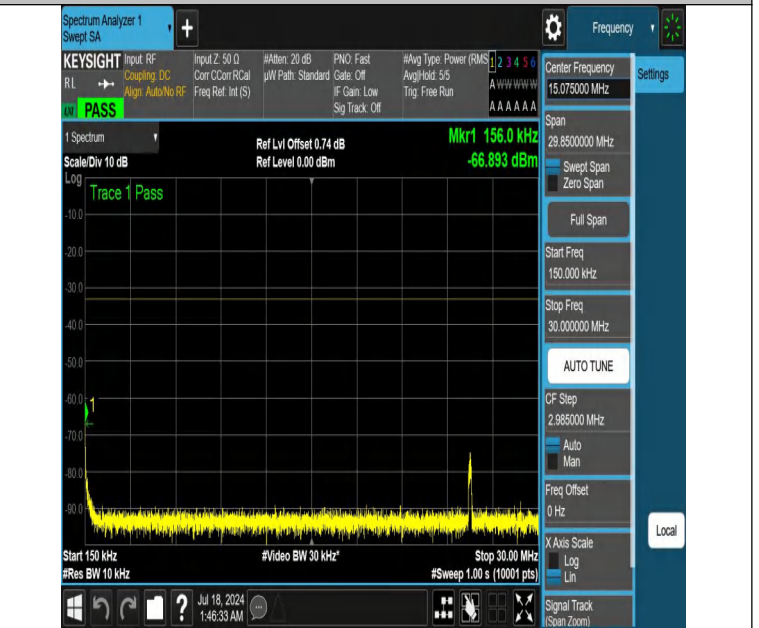 Spectrum Analyzer 1
Swept SA
+
Frequency
KEYSIGHT
RL
PASS
Input: RF
Coupling: DC
Align: Auto/No RF
Input Z: 50 Ω
Corr CCorr RCal
Freq Ref: Int (S)
#Atten: 20 dB
µW Path: Standard
PNO: Fast
Gate: Off
IF Gain: Low
Sig Track: Off
#Avg Type: Power (RMS
Avg|Hold: 5/5
Trig: Free Run
1 2 3 4 5 6
A W W W W W
A A A A A A
1 Spectrum
Scale/Div 10 dB
Ref Lvl Offset 0.74 dB
Ref Level 0.00 dBm
Mkr1 156.0 kHz
-66.893 dBm
Log
Trace 1 Pass
-10.0
-20.0
-30.0
-40.0
-50.0
-60.0
1
-70.0
-80.0
-90.0
Start 150 kHz
#Video BW 30 kHz*
Stop 30.00 MHz
#Res BW 10 kHz
#Sweep 1.00 s (10001 pts)
?
Jul 18, 2024
1:46:33 AM
Center Frequency
15.075000 MHz
Settings
Span
29.8500000 MHz
Swept Span
Zero Span
Full Span
Start Freq
150.000 kHz
Stop Freq
30.000000 MHz
AUTO TUNE
CF Step
2.985000 MHz
Auto
Man
Freq Offset
0 Hz
Local
X Axis Scale
Log
Lin
Signal Track
(Span Zoom)